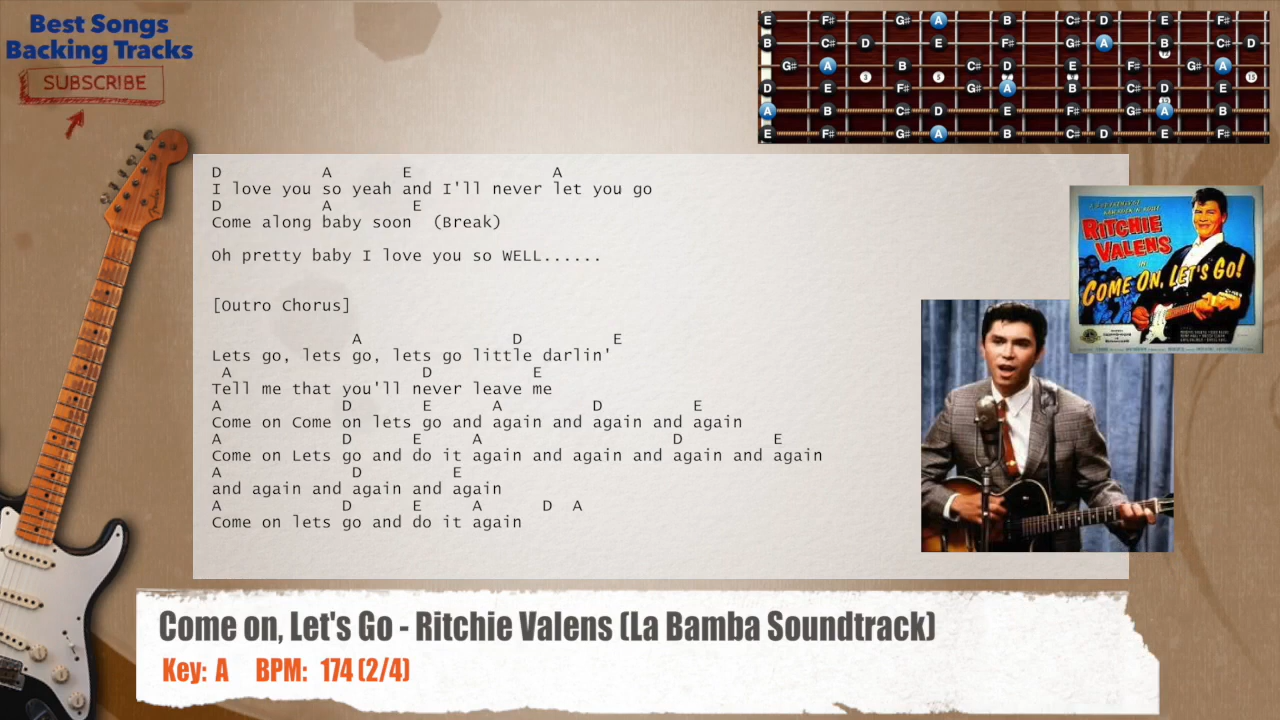 Best Songs
Backing Tracks
SUBSCRIBE
E F# G# A B C# D E F#
B C# D E F# G# A B C# D
G# A B C# D E F# G# A
D E F# G# A B C# D E
A B C# D E F# G# A B
E F# G# A B C# D E F#
3 5 15
D A E A
I love you so yeah and I'll never let you go
D A E
Come along baby soon (Break)
Oh pretty baby I love you so WELL......
[Outro Chorus]
A D E
Lets go, lets go, lets go little darlin'
A D E
Tell me that you'll never leave me
A D E A D E
Come on Come on lets go and again and again and again
A D E A D E
Come on Lets go and do it again and again and again and again
A D E
and again and again and again
A D E A D A
Come on lets go and do it again
RITCHIE
VALENS
IN
COME ON, LET'S GO!
Fender
Come on, Let's Go - Ritchie Valens (La Bamba Soundtrack)
Key: A BPM: 174 (2/4)